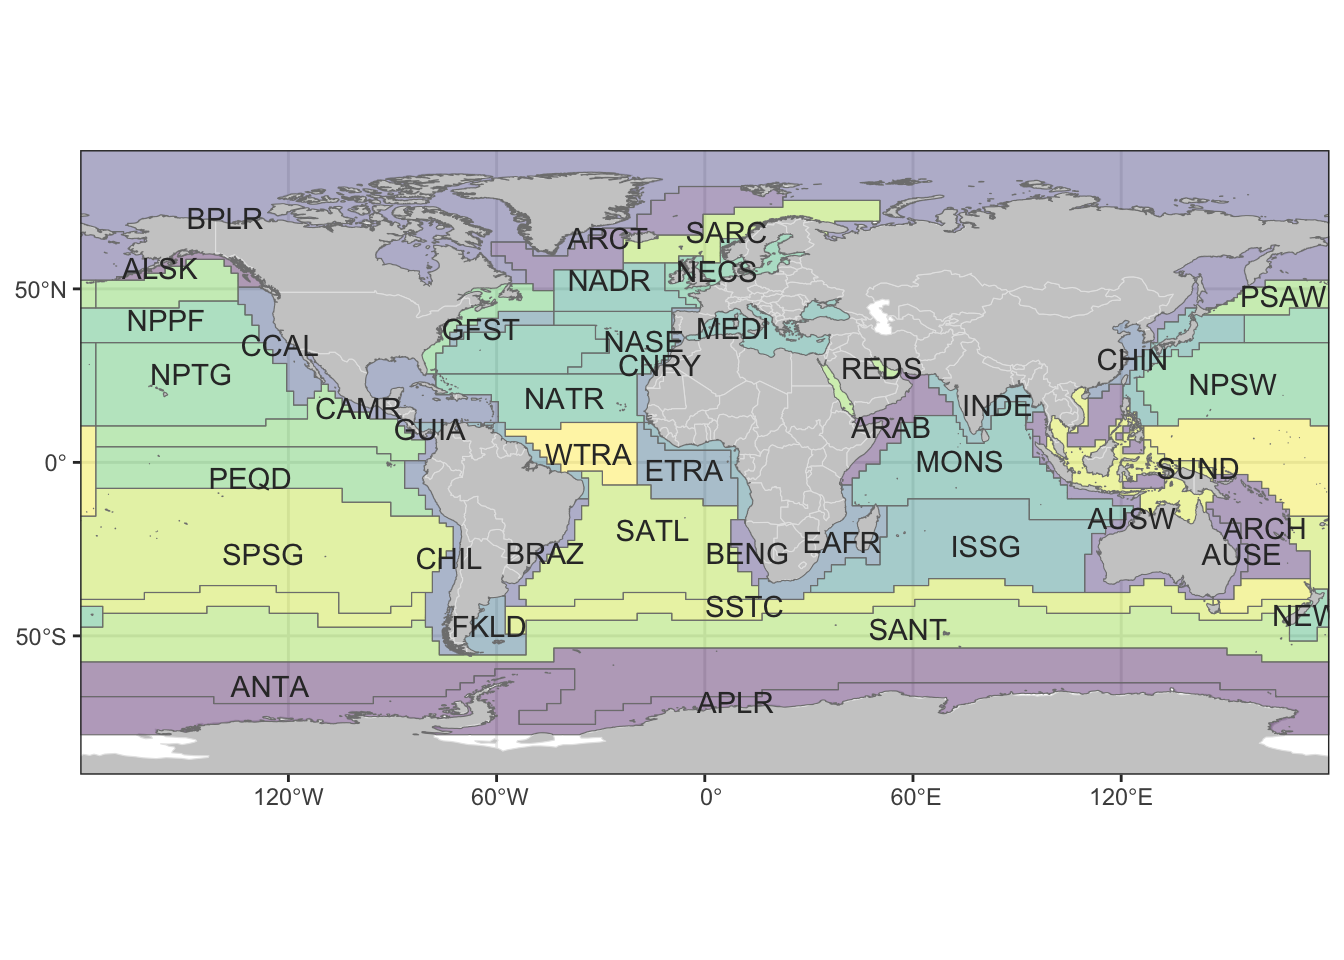 BPLR
ARCT
SARC
ALSK
NADR
NECS
50°N
PSAW
NPPF
GFST
NASE
MEDI
CCAL
CNRY
CHIN
NPTG
REDS
NPSW
NATR
CAMR
INDE
GUIA
ARAB
WTRA
MONS
0°
ETRA
SUND
PEQD
AUSW
SATL
ARCH
SPSG
CHIL
BRAZ
BENG
EAFR
ISSG
AUSE
SSTC
NEW
FKLD
SANT
50°S
ANTA
APLR
120°W
60°W
0°
60°E
120°E